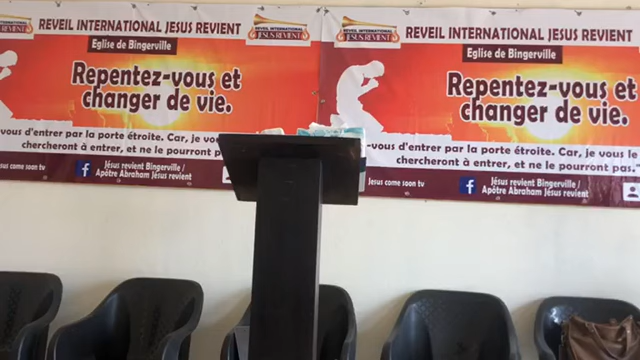 REVEIL INTERNATIONAL JESUS REVIENT
REVEIL INTERNATIONAL
JESUS REVIENT
Eglise de Bingerville
Repentez-vous et
changer de vie.
-vous d'entrer par la porte étroite. Car, je vous
chercheront à entrer, et ne le pourront pas
Jesus come soon tv
Jésus revient Bingerville /
Apôtre Abraham Jésus revient
REVEIL INTERNATIONAL
JESUS REVIENT
REVEIL INTERNATIONAL JESUS REVIENT
Eglise de Bingerville
Repentez-vous et
changer de vie.
-vous d'entrer par la porte étroite. Car, je vous le
chercheront à entrer, et ne le pourront pas."
Jesus come soon tv
Jésus revient Bingerville /
Apôtre Abraham Jésus revient